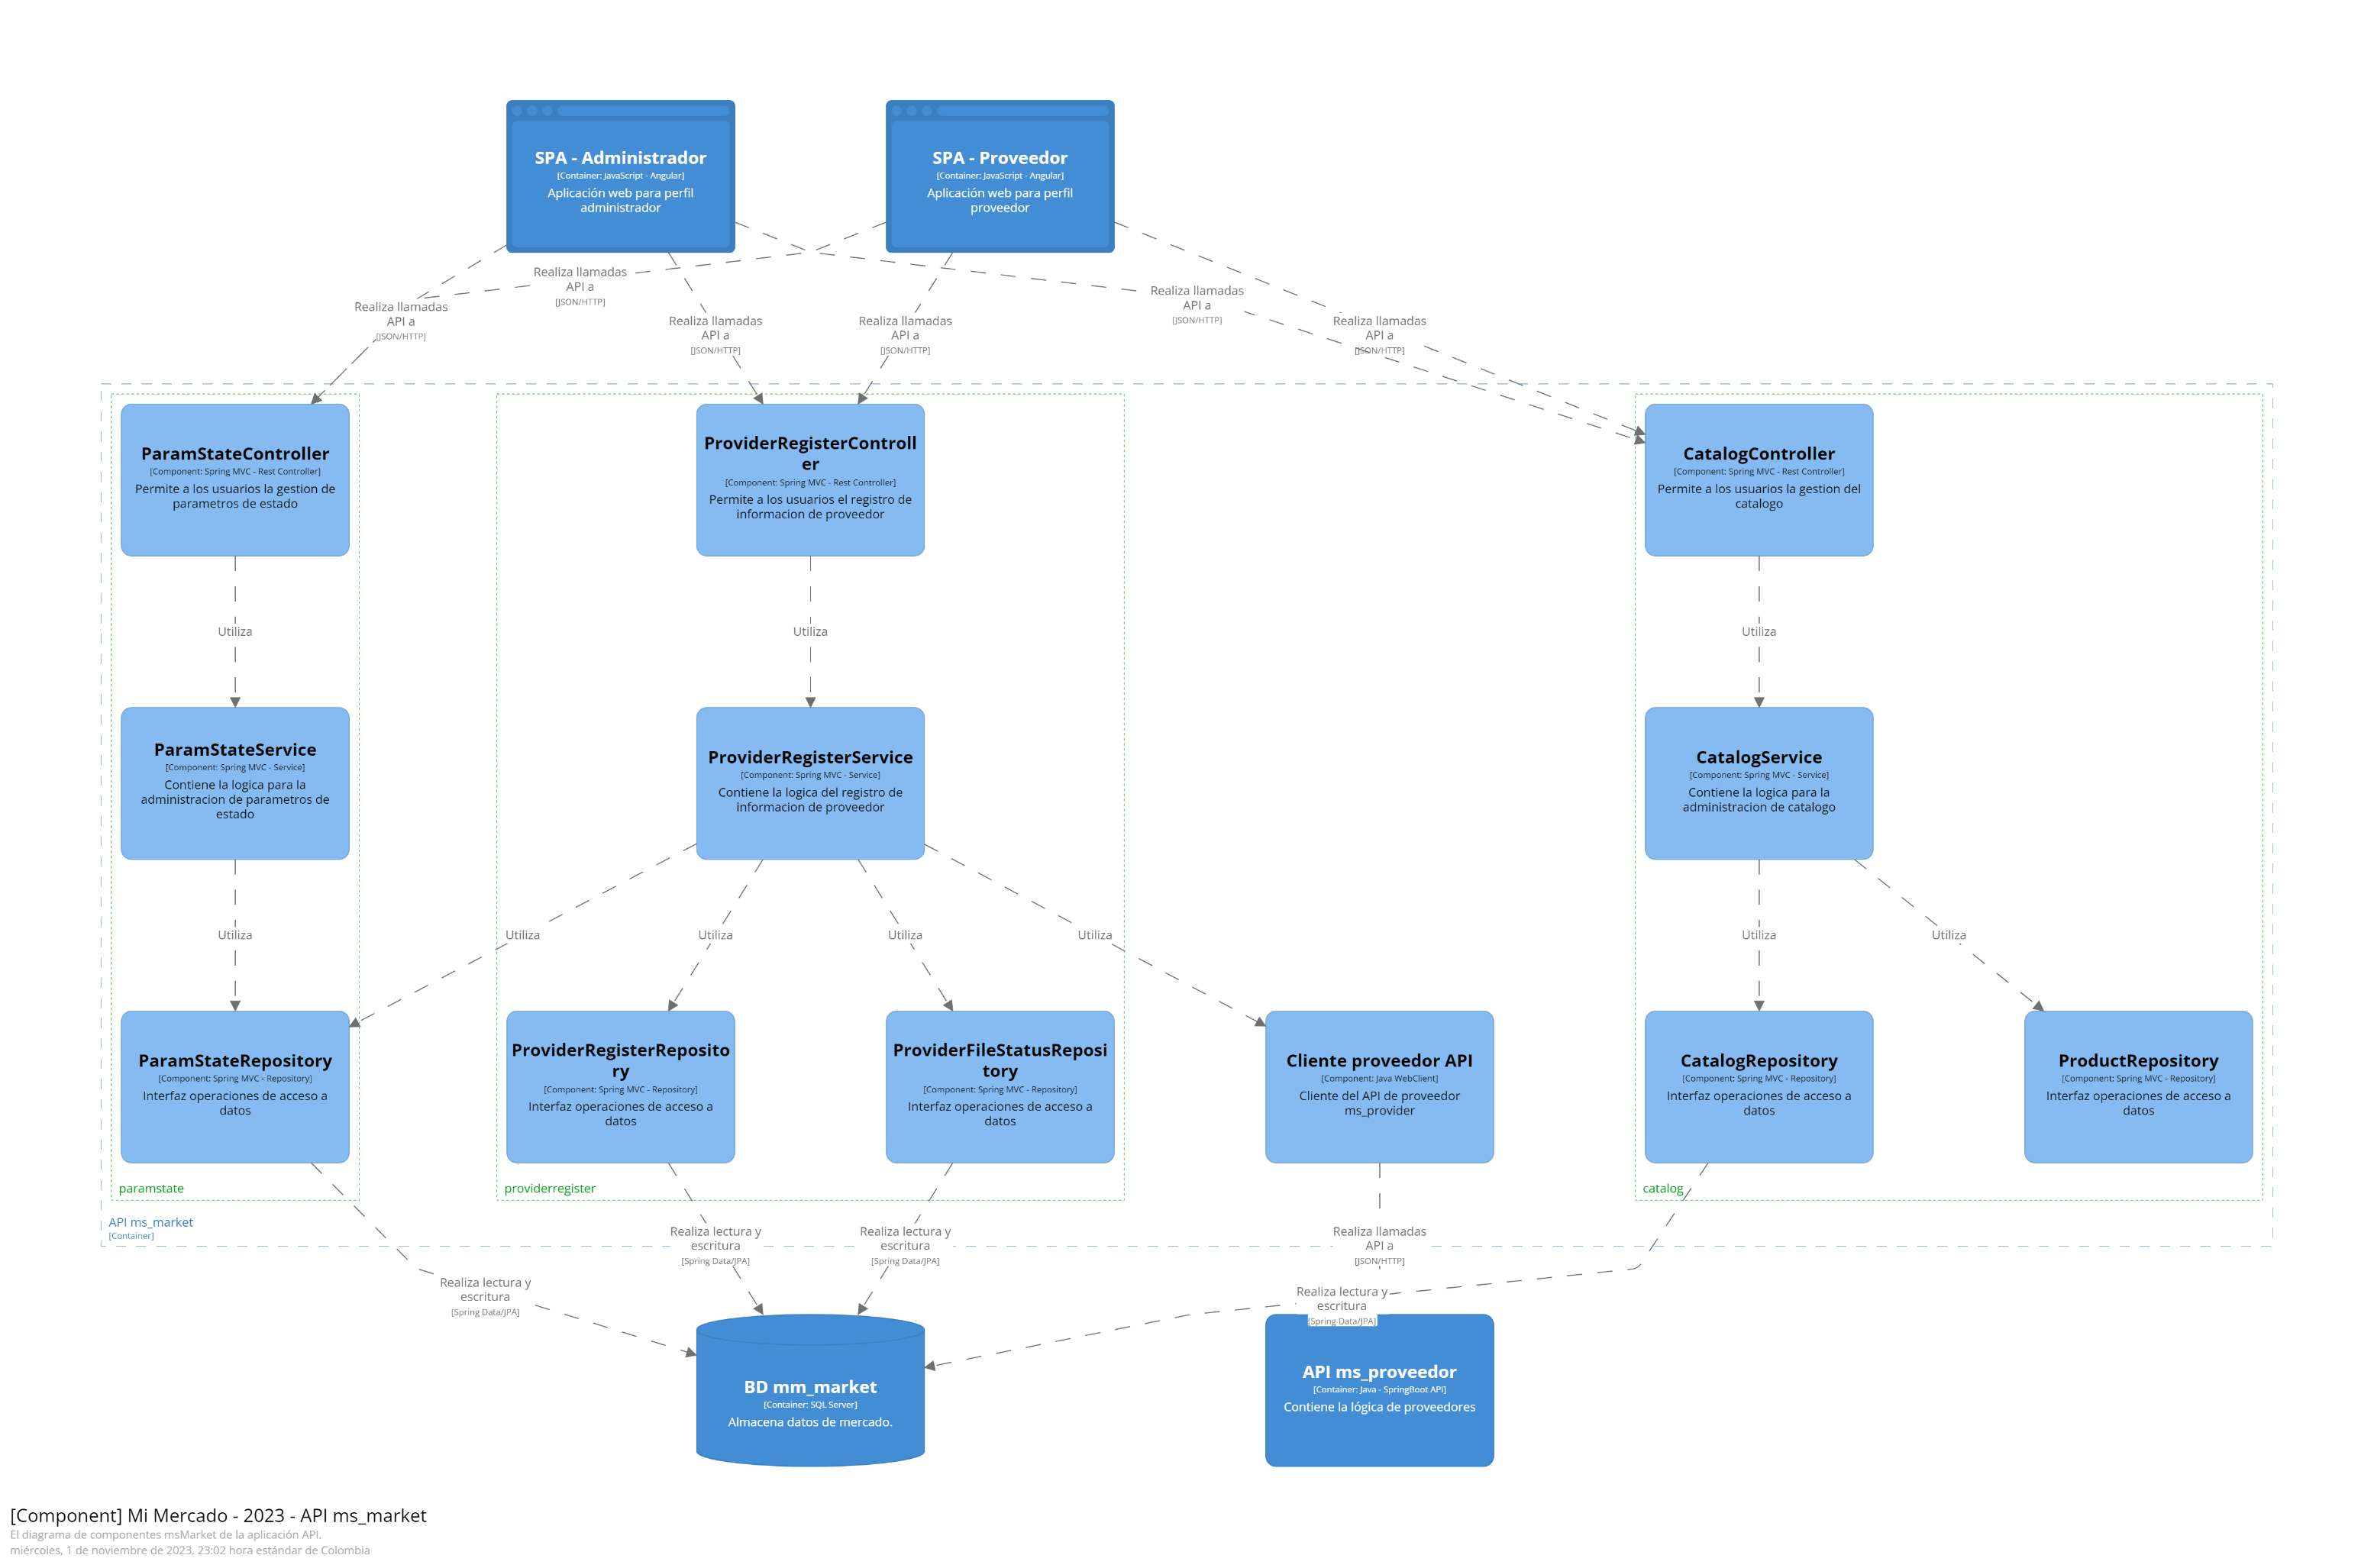 SPA - Administrador
[Container: JavaScript - Angular]
Aplicación web para perfil
administrador
SPA - Proveedor
[Container: JavaScript - Angular]
Aplicación web para perfil
proveedor
Realiza llamadas
API a
[JSON/HTTP]
Realiza llamadas
API a
[JSON/HTTP]
Realiza llamadas
API a
[JSON/HTTP]
Realiza llamadas
API a
[JSON/HTTP]
Realiza llamadas
API a
[JSON/HTTP]
Realiza llamadas
API a
[JSON/HTTP]
ParamStateController
[Component: Spring MVC - Rest Controller]
Permite a los usuarios la gestion de
parametros de estado
ProviderRegisterControll
er
[Component: Spring MVC - Rest Controller]
Permite a los usuarios el registro de
informacion de proveedor
CatalogController
[Component: Spring MVC - Rest Controller]
Permite a los usuarios la gestion del
catalogo
Utiliza
Utiliza
Utiliza
ParamStateService
[Component: Spring MVC - Service]
Contiene la logica para la
administracion de parametros de
estado
ProviderRegisterService
[Component: Spring MVC - Service]
Contiene la logica del registro de
informacion de proveedor
CatalogService
[Component: Spring MVC - Service]
Contiene la logica para la
administracion de catalogo
Utiliza
Utiliza
Utiliza
Utiliza
Utiliza
Utiliza
Utiliza
ParamStateRepository
[Component: Spring MVC - Repository]
Interfaz operaciones de acceso a
datos
ProviderRegisterReposito
ry
[Component: Spring MVC - Repository]
Interfaz operaciones de acceso a
datos
ProviderFileStatusReposi
tory
[Component: Spring MVC - Repository]
Interfaz operaciones de acceso a
datos
Cliente proveedor API
[Component: Java WebClient]
Cliente del API de proveedor
ms_provider
CatalogRepository
[Component: Spring MVC - Repository]
Interfaz operaciones de acceso a
datos
ProductRepository
[Component: Spring MVC - Repository]
Interfaz operaciones de acceso a
datos
paramstate
providerregister
catalog
API ms_market
[Container]
Realiza lectura y
escritura
[Spring Data/JPA]
Realiza lectura y
escritura
[Spring Data/JPA]
Realiza llamadas
API a
[JSON/HTTP]
Realiza lectura y
escritura
[Spring Data/JPA]
Realiza lectura y
escritura
[Spring Data/JPA]
BD mm_market
[Container: SQL Server]
Almacena datos de mercado.
API ms_proveedor
[Container: Java - SpringBoot API]
Contiene la lógica de proveedores
[Component] Mi Mercado - 2023 - API ms_market
El diagrama de componentes msMarket de la aplicación API.
miércoles, 1 de noviembre de 2023, 23:02 hora estándar de Colombia